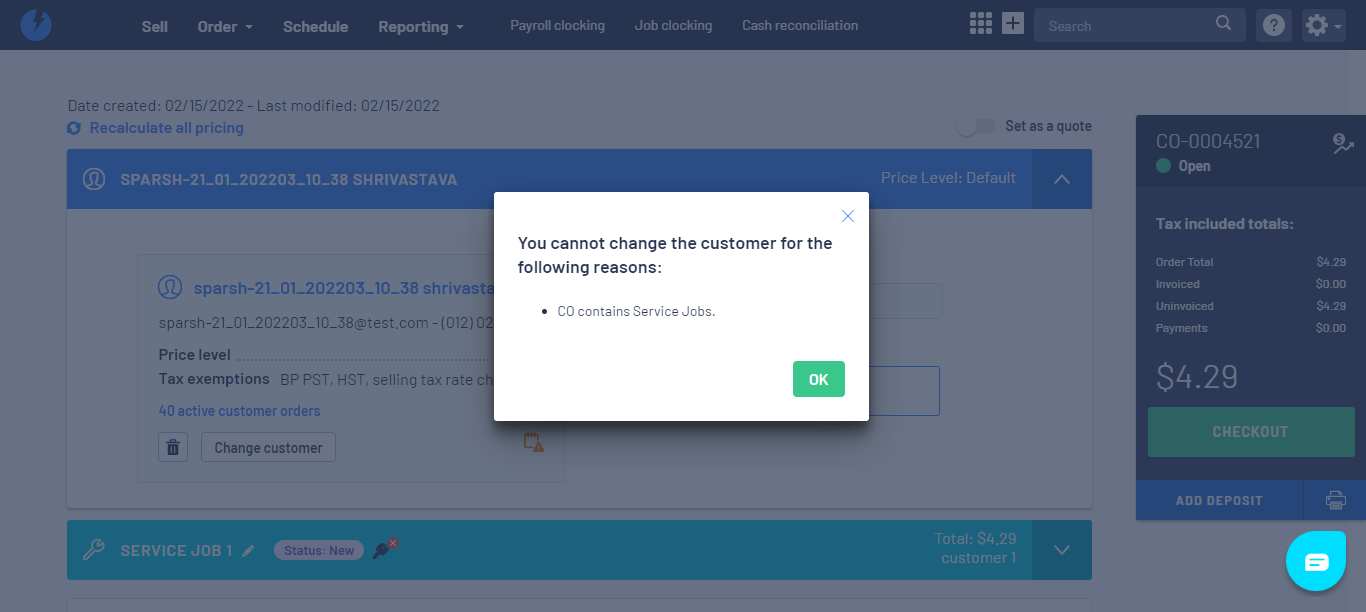 Sell Order Schedule Reporting Payroll clocking Job clocking Cash reconciliation Search
Date created: 02/15/2022 - Last modified: 02/15/2022
Recalculate all pricing
Set as a quote
SPARSH-21_01_202203_10_38 SHRIVASTAVA
Price Level: Default
You cannot change the customer for the
following reasons:
CO contains Service Jobs.
OK
sparsh-21_01_202203_10_38 shrivasta
sparsh-21_01_202203_10_38@test.com - (012) 02
Price level
Tax exemptions BP PST, HST, selling tax rate ch
40 active customer orders
Change customer
SERVICE JOB 1 Status: New
Total: $4.29
customer 1
CO-0004521
Open
Tax included totals:
Order Total $4.29
Invoiced $0.00
Uninvoiced $4.29
Payments $0.00
$4.29
CHECKOUT
ADD DEPOSIT